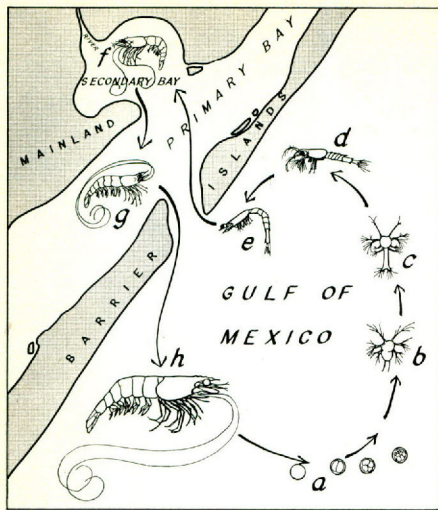 RIVER
f
SECONDARY BAY
PRIMARY BAY
MAINLAND
ISLANDS
d
g
e
c
GULF OF
MEXICO
BARRIER
b
h
a